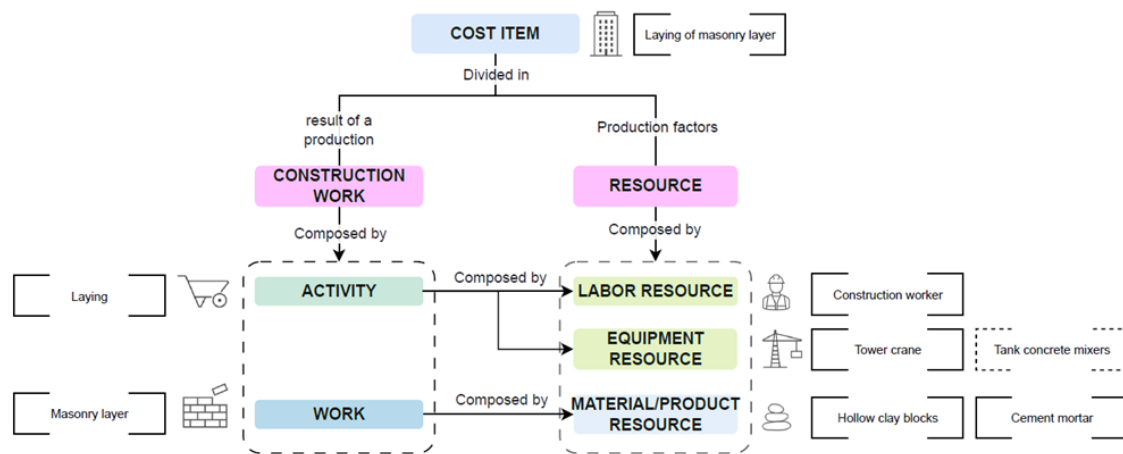 COST ITEM
Laying of masonry layer
Divided in
result of a
production
Production factors
CONSTRUCTION
WORK
RESOURCE
Composed by
Composed by
Laying
ACTIVITY
Composed by
LABOR RESOURCE
Construction worker
EQUIPMENT
RESOURCE
Tower crane
Tank concrete mixers
Masonry layer
WORK
Composed by
MATERIAL/PRODUCT
RESOURCE
Hollow clay blocks
Cement mortar